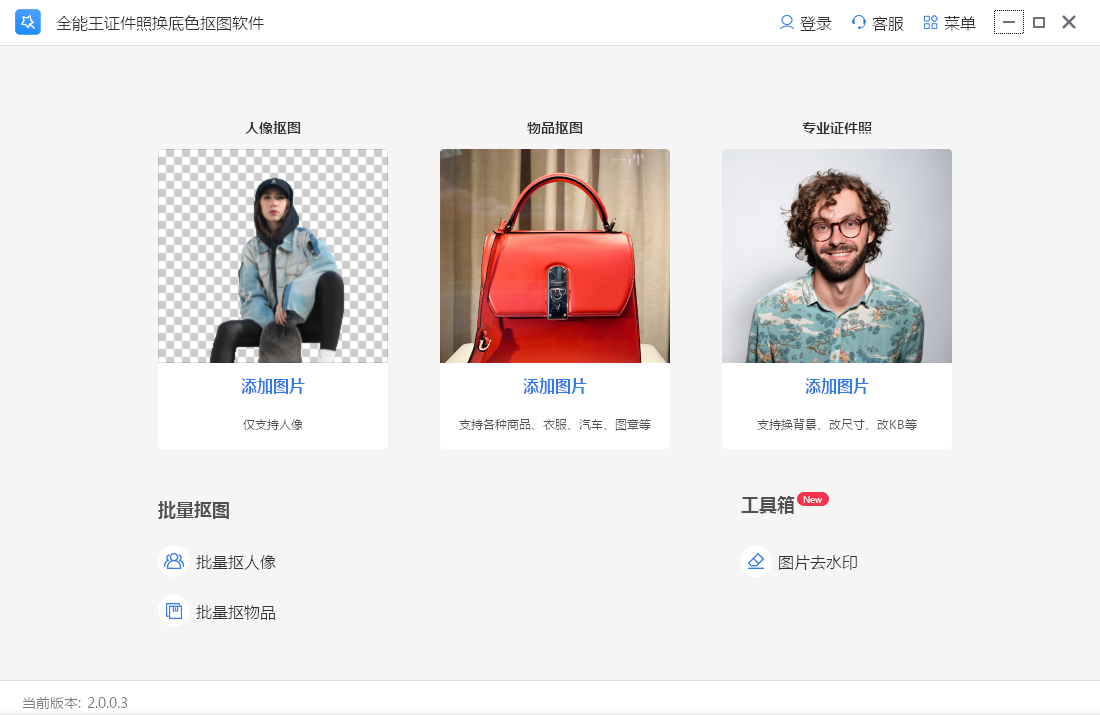 全能王证件照换底色抠图软件
登录
客服
菜单
人像抠图
物品抠图
专业证件照
添加图片
添加图片
添加图片
仅支持人像
支持各种商品、衣服、汽车、图章等
支持换背景、改尺寸、改KB等
批量抠图
工具箱 New
批量抠人像
图片去水印
批量抠物品
当前版本: 2.0.0.3